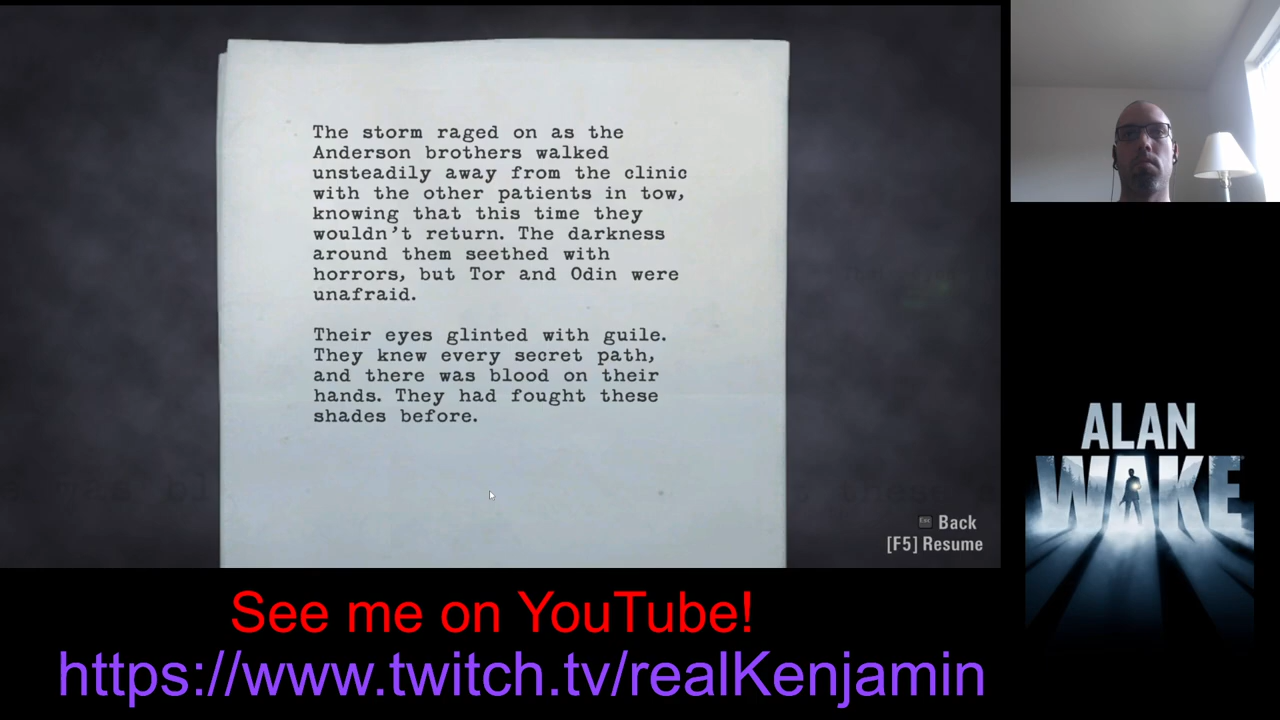 The storm raged on as the
Anderson brothers walked
unsteadily away from the clinic
with the other patients in tow,
knowing that this time they
wouldn't return. The darkness
around them seethed with
horrors, but Tor and Odin were
unafraid.
Their eyes glinted with guile.
They knew every secret path,
and there was blood on their
hands. They had fought these
shades before.
Esc Back
[F5] Resume
ALAN
WAKE
See me on YouTube!
https://www.twitch.tv/realKenjamin